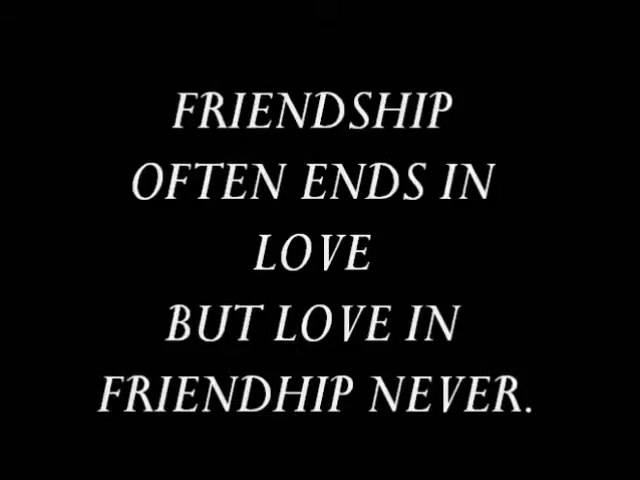 FRIENDSHIP
OFTEN ENDS IN
LOVE
BUT LOVE IN
FRIENDHIP NEVER.